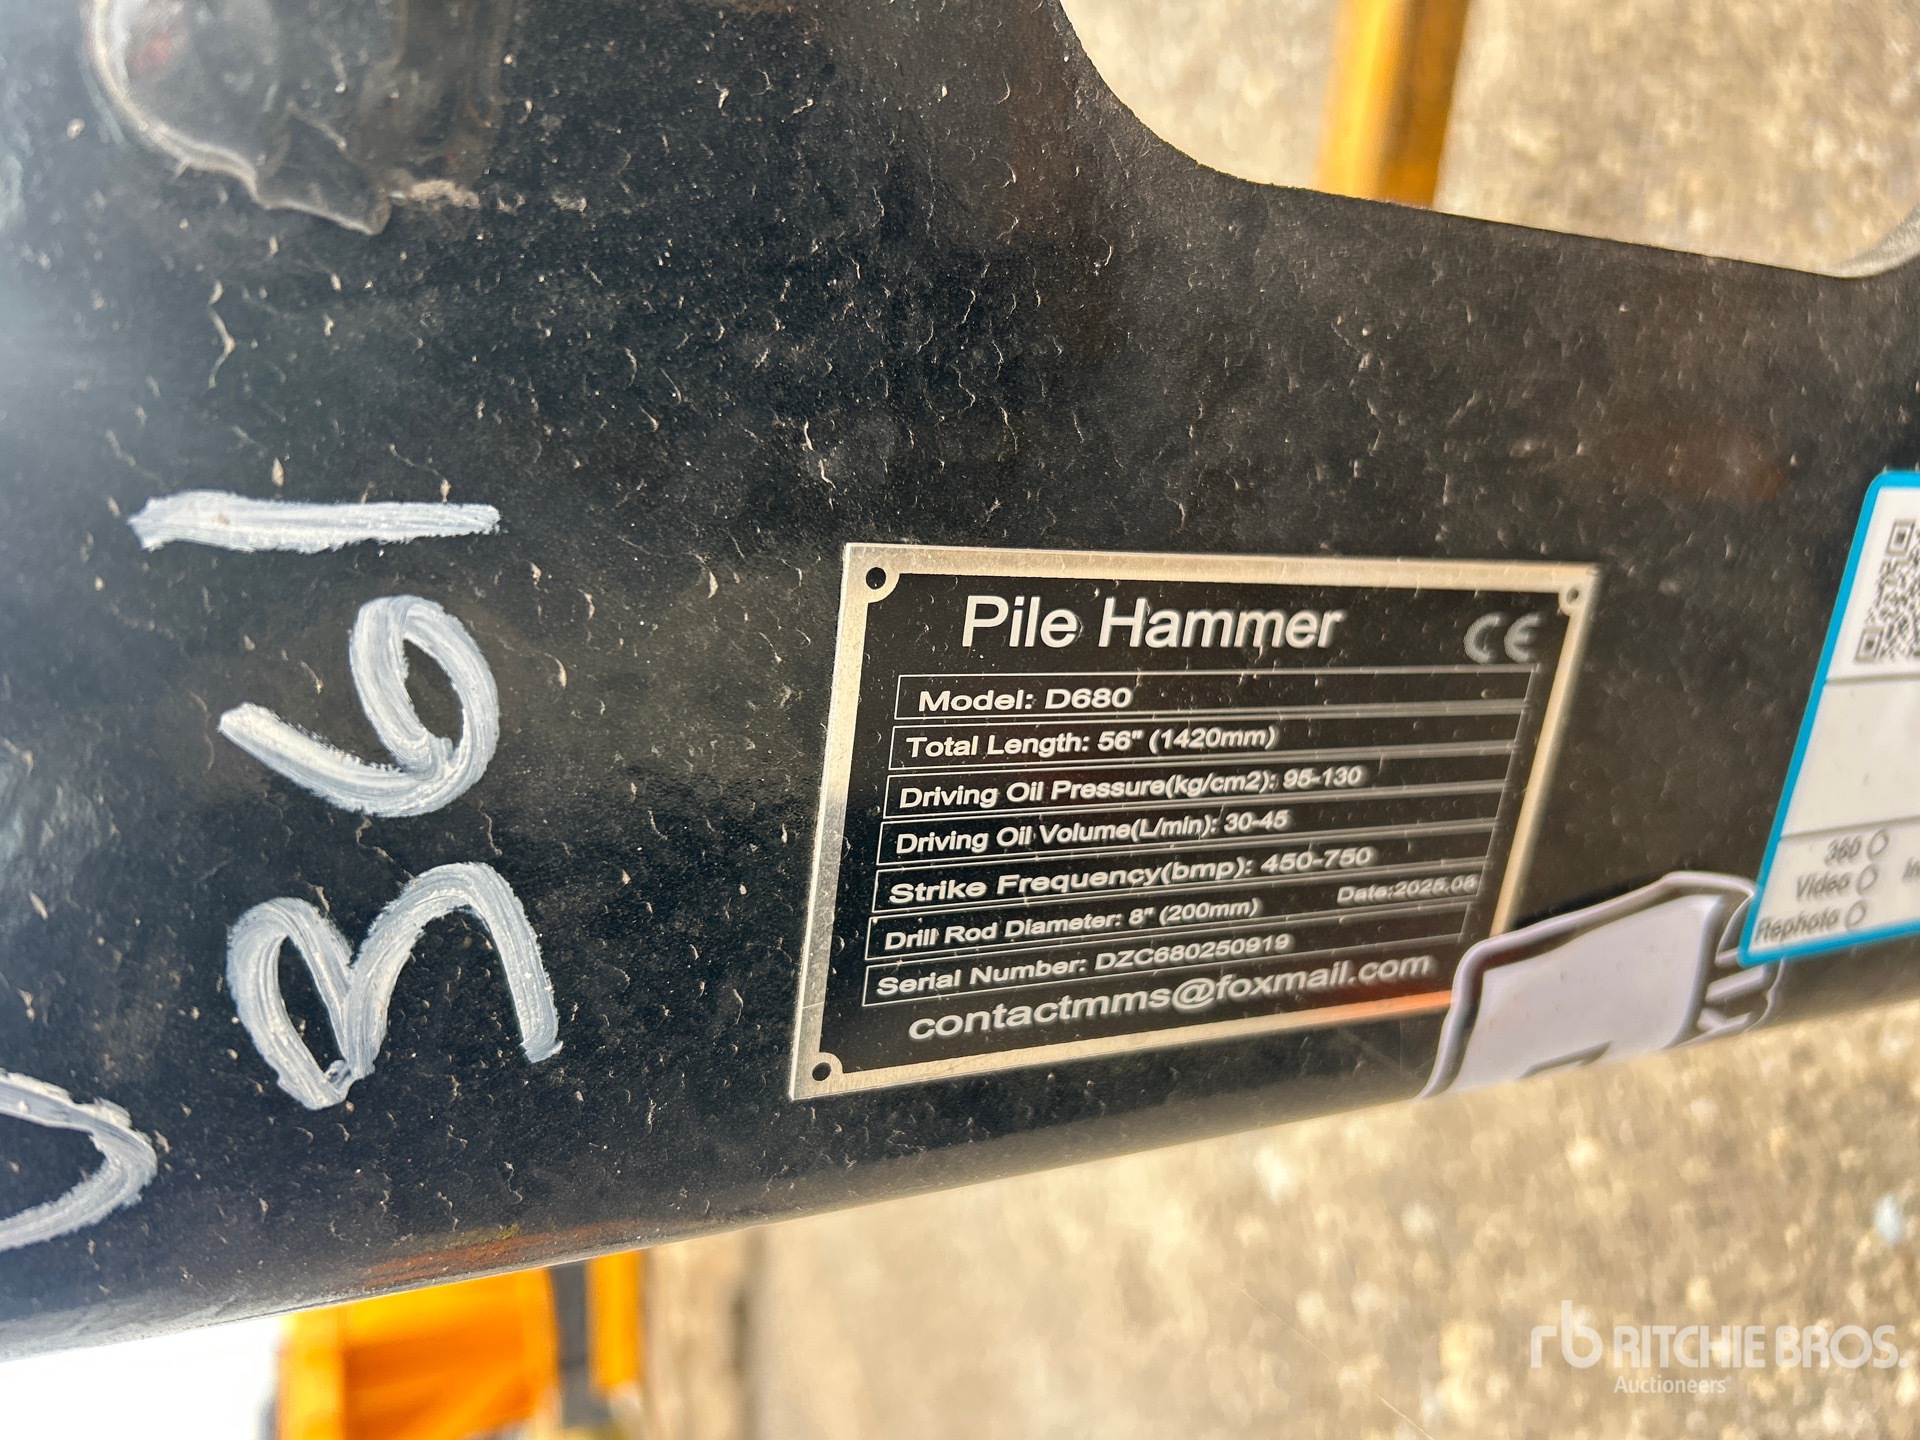 361
Pile Hammer CE
Model: D680
Total Length: 56" (1420mm)
Driving Oil Pressure(kg/cm2): 95-130
Driving Oil Volume(L/min): 30-45
Strike Frequency(bmp): 450-750
Drill Rod Diameter: 8" (200mm) Date:2025.08
Serial Number: DZC680250919
contactmms@foxmail.com
360
Video
Rephoto
rb RITCHIE BROS.
Auctioneers